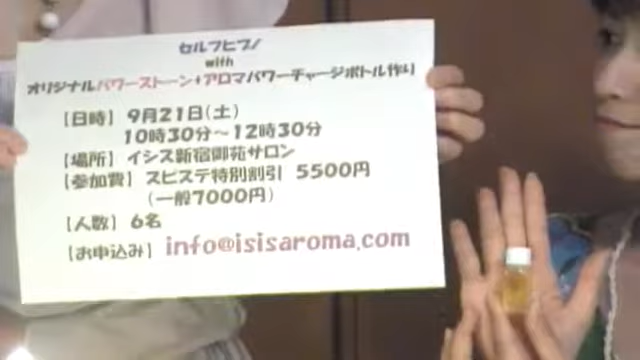 セルフヒプノ
with
オリジナルパワーストーン+アロマパワーチャージボトル作り
【日時】 9月21日(土)
10時30分～12時30分
【場所】 イシス新宿御苑サロン
【参加費】 スピステ特別割引 5500円
(一般7000円)
【人数】 6名
【お申込み】 info@isisaroma.com